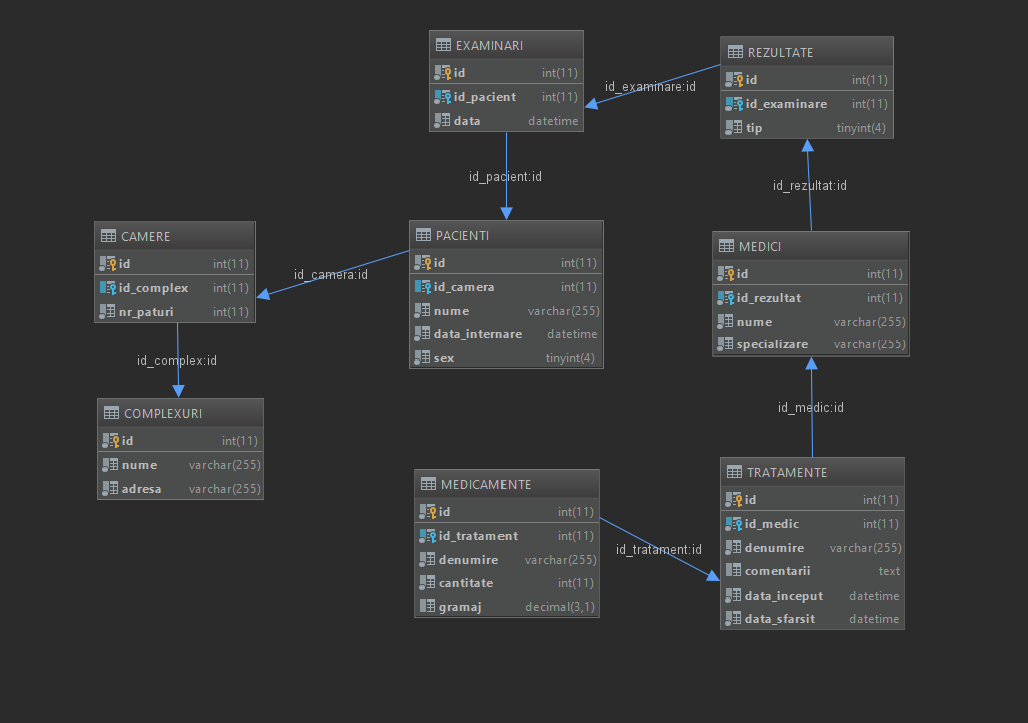 EXAMINARI
id int(11)
id_pacient int(11)
data datetime
REZULTATE
id int(11)
id_examinare int(11)
tip tinyint(4)
id_examinare:id
id_pacient:id
id_rezultat:id
CAMERE
id int(11)
id_complex int(11)
nr_paturi int(11)
id_camera:id
PACIENTI
id int(11)
id_camera int(11)
nume varchar(255)
data_internare datetime
sex tinyint(4)
MEDICI
id int(11)
id_rezultat int(11)
nume varchar(255)
specializare varchar(255)
id_complex:id
COMPLEXURI
id int(11)
nume varchar(255)
adresa varchar(255)
id_medic:id
MEDICAMENTE
id int(11)
id_tratament int(11)
denumire varchar(255)
cantitate int(11)
gramaj decimal(3,1)
id_tratament:id
TRATAMENTE
id int(11)
id_medic int(11)
denumire varchar(255)
comentarii text
data_inceput datetime
data_sfarsit datetime